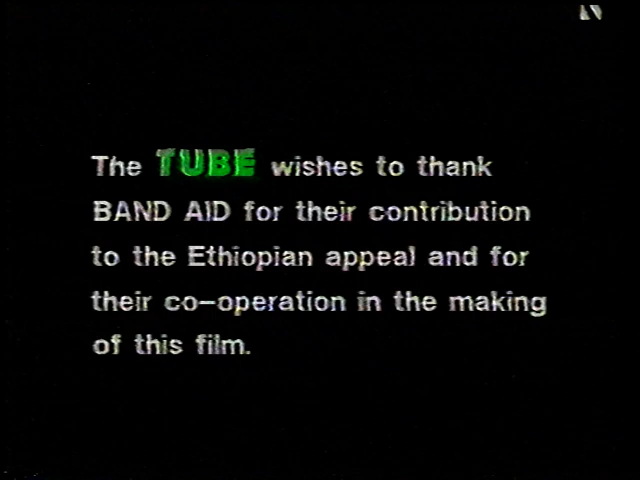 The TUBE wishes to thank
BAND AID for their contribution
to the Ethiopian appeal and for
their co-operation in the making
of this film.